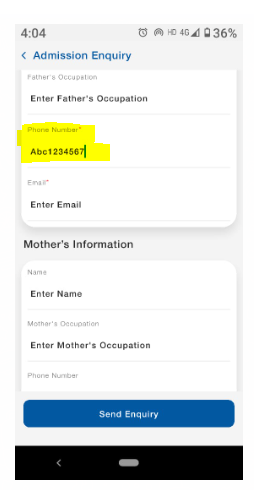 4:04 HD 4G 36%
< Admission Enquiry
Father's Occupation
Enter Father's Occupation
Phone Number*
Abc1234567
Email*
Enter Email
Mother's Information
Name
Enter Name
Mother's Occupation
Enter Mother's Occupation
Phone Number
Send Enquiry